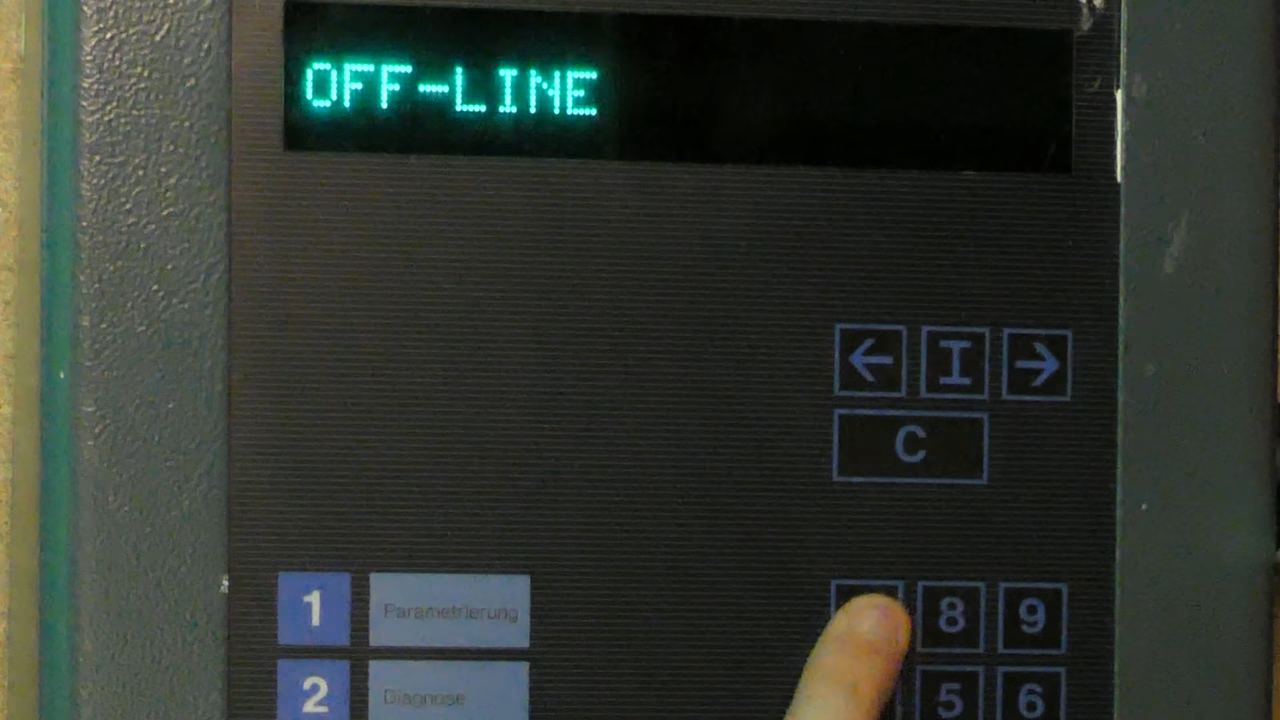 OFF-LINE
← I →
C
1 Parametrierung
8 9
2 Diagnose
5 6